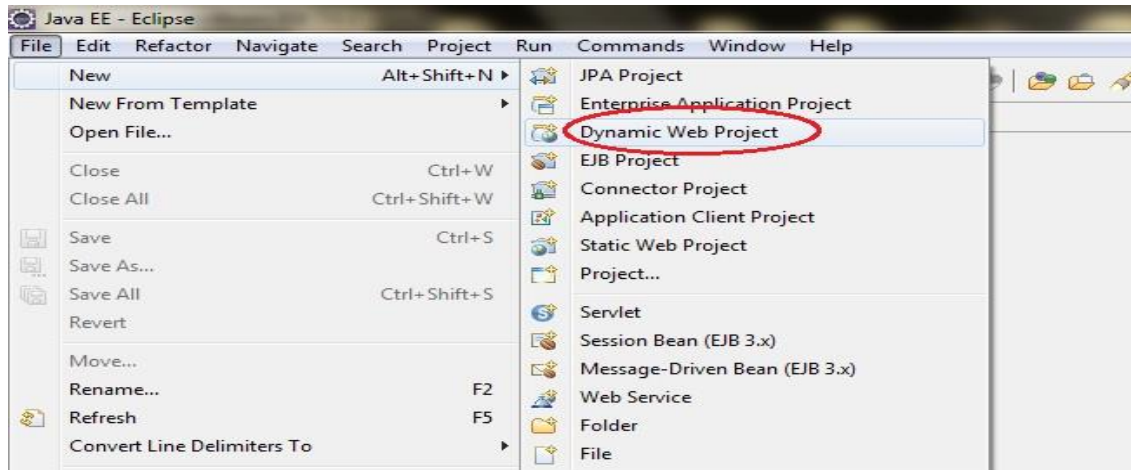 Java EE - Eclipse
File Edit Refactor Navigate Search Project Run Commands Window Help
New Alt+Shift+N
New From Template
Open File...
Close Ctrl+W
Close All Ctrl+Shift+W
Save Ctrl+S
Save As...
Save All Ctrl+Shift+S
Revert
Move...
Rename... F2
Refresh F5
Convert Line Delimiters To
JPA Project
Enterprise Application Project
Dynamic Web Project
EJB Project
Connector Project
Application Client Project
Static Web Project
Project...
Servlet
Session Bean (EJB 3.x)
Message-Driven Bean (EJB 3.x)
Web Service
Folder
File